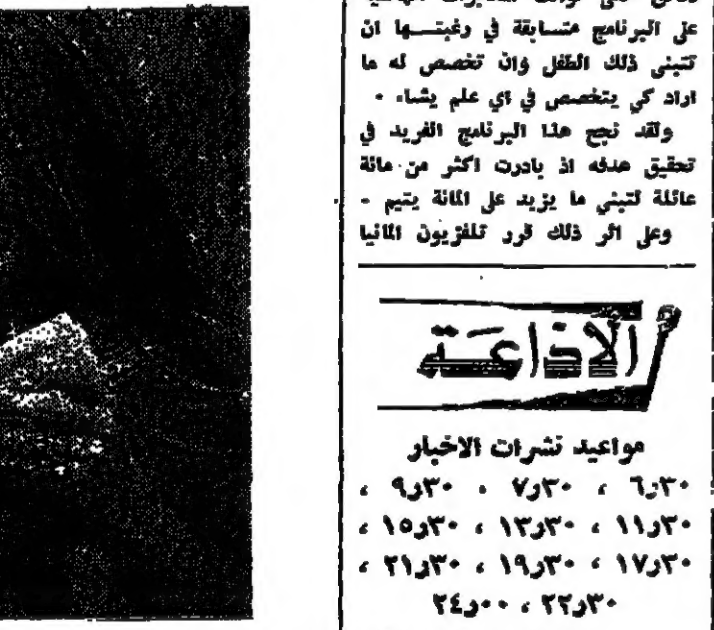 على البرنامج متسابقة في رغبتـــها ان
تتبنى ذلك الطفل وان تخصص له ما
اراد كي يتخصص في اي علم يشاء .
ولقد نجح هذا البرنامج الفريد في
تحقيق هدفه اذ بادرت اكثر من مائة
عائلة لتبني ما يزيد على المائة يتيم .
وعلى اثر ذلك قرر تلفزيون المانيا
الاذاعة
مواعيد نشرات الاخبار
٦٫٣٠ ، ٧٫٣٠ ، ٩٫٣٠ ،
١١٫٣٠ ، ١٣٫٣٠ ، ١٥٫٣٠ ،
١٧٫٣٠ ، ١٩٫٣٠ ، ٢١٫٣٠ ،
٢٢٫٣٠ ، ٢٤٫٠٠